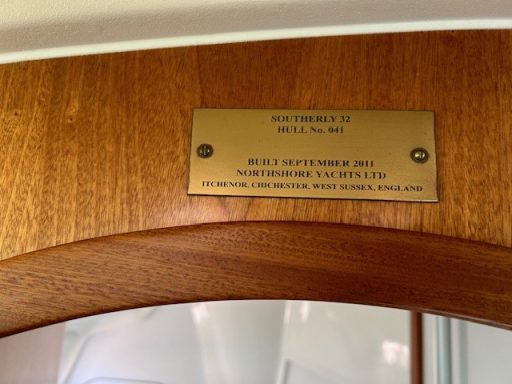 SOUTHERLY 32
HULL No. 041
BUILT SEPTEMBER 2011
NORTHSHORE YACHTS LTD
ITCHENOR, CHICHESTER, WEST SUSSEX, ENGLAND